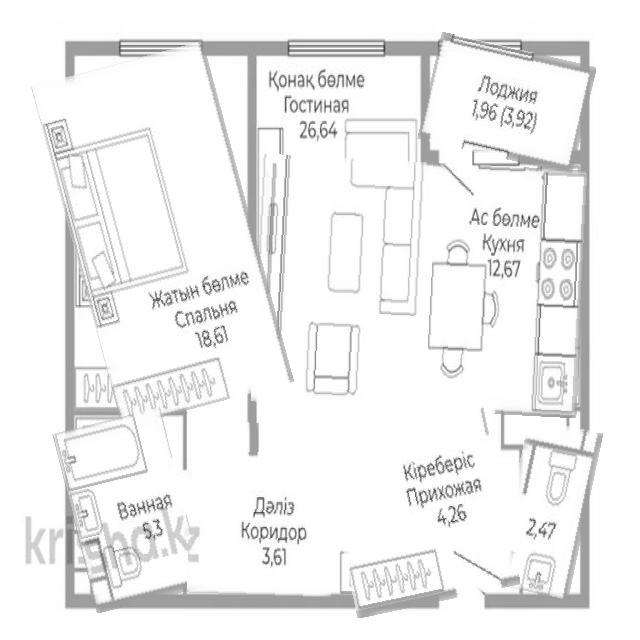 Қонақ бөлме
Гостиная
26,64
Лоджия
1,96 (3,92)
Ас бөлме
Кухня
12,67
Жатын бөлме
Спальня
18,61
Кіреберіс
Прихожая
4,26
Ванная
5,3
Дәліз
Коридор
3,61
2,47
krisha.kz